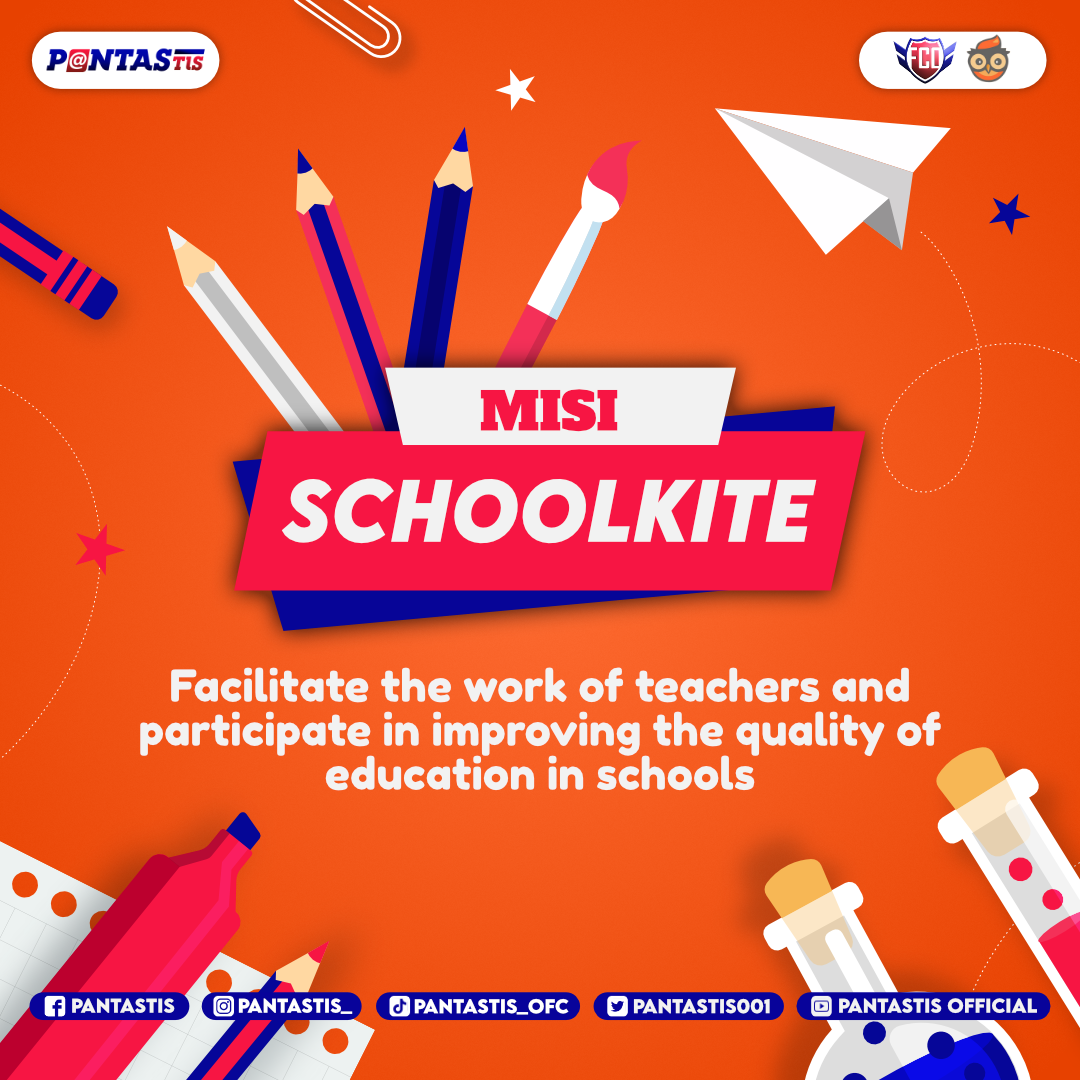 P@NTASTIS
FCO
MISI
SCHOOLKITE
Facilitate the work of teachers and
participate in improving the quality of
education in schools
PANTASTIS
PANTASTIS_
PANTASTIS_OFC
PANTASTIS001
PANTASTIS OFFICIAL